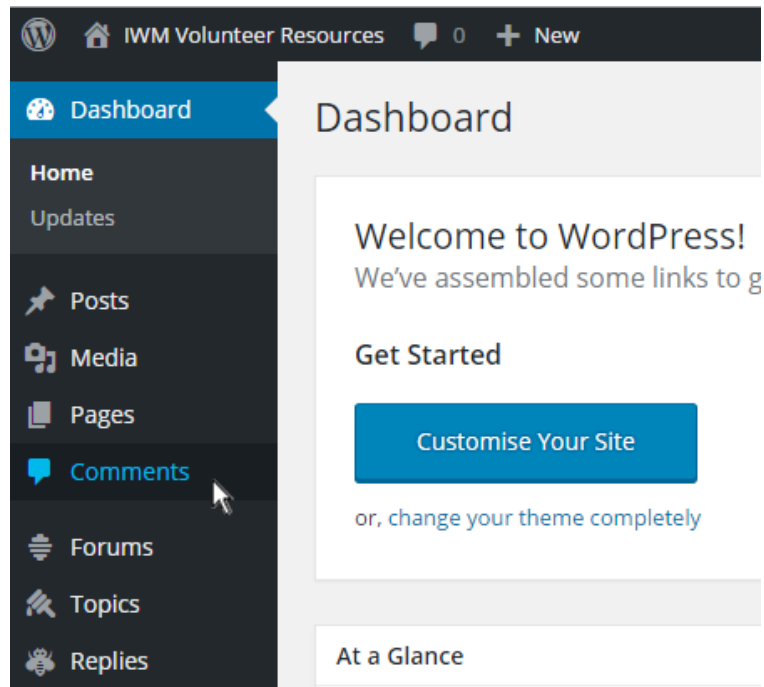 IWM Volunteer Resources 0 New
Dashboard
Home
Updates
Posts
Media
Pages
Comments
Forums
Topics
Replies
Dashboard
Welcome to WordPress!
We've assembled some links to g
Get Started
Customise Your Site
or, change your theme completely
At a Glance